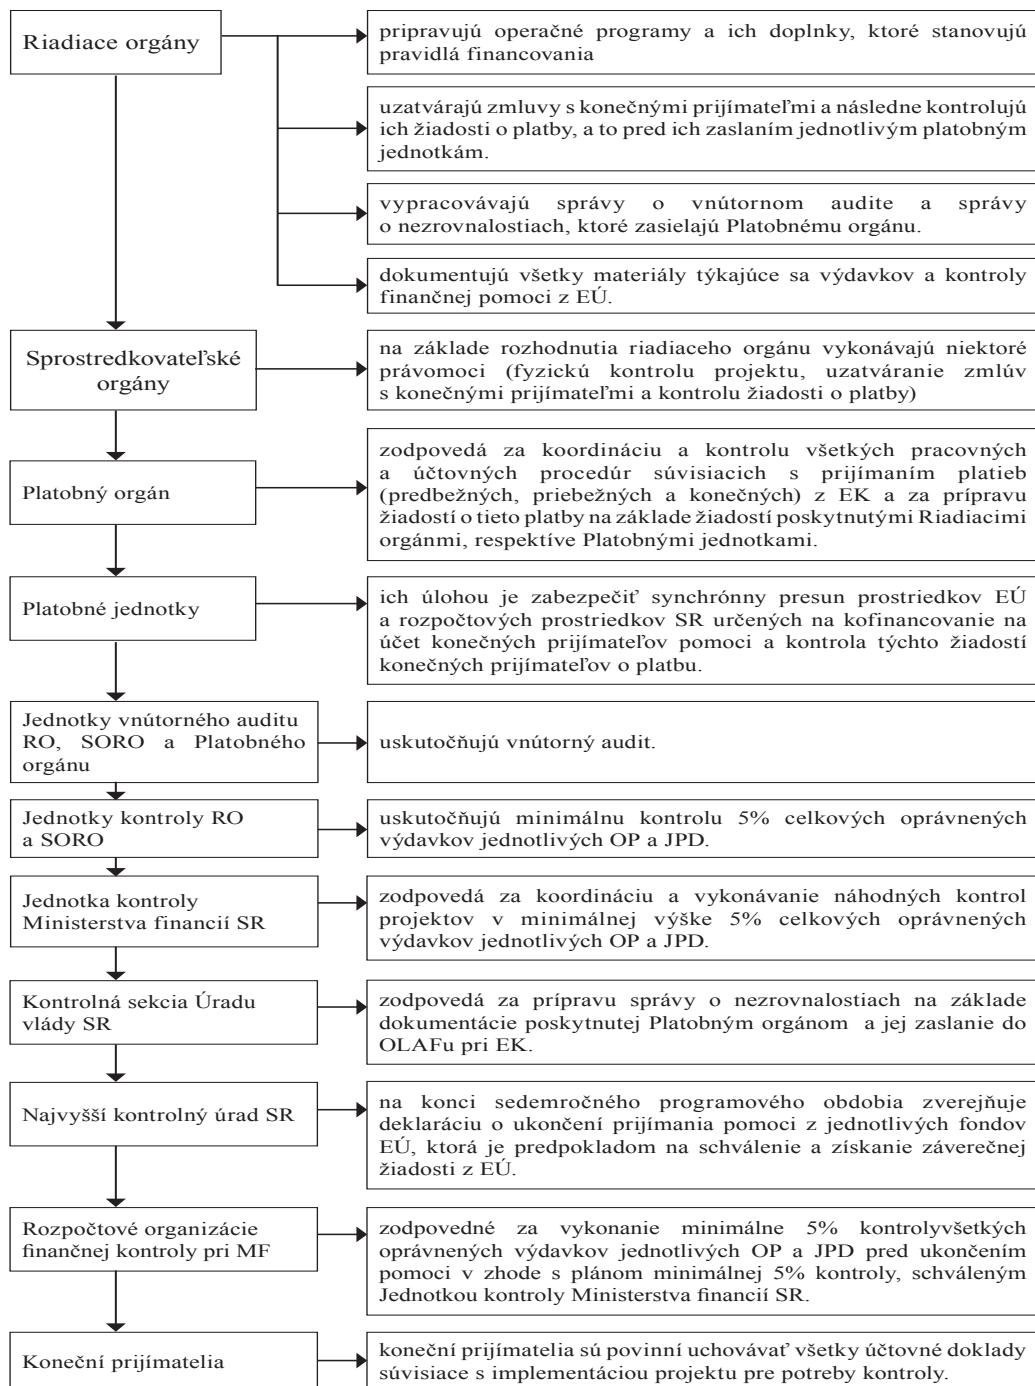 Riadiace orgány
pripravujú operačné programy a ich doplnky, ktoré stanovujú
pravidlá financovania
uzatvárajú zmluvy s konečnými prijímateľmi a následne kontrolujú
ich žiadosti o platby, a to pred ich zaslaním jednotlivým platobným
jednotkám.
vypracovávajú správy o vnútornom audite a správy
o nezrovnalostiach, ktoré zasielajú Platobnému orgánu.
dokumentujú všetky materiály týkajúce sa výdavkov a kontroly
finančnej pomoci z EÚ.
Sprostredkovateľské
orgány
na základe rozhodnutia riadiaceho orgánu vykonávajú niektoré
právomoci (fyzickú kontrolu projektu, uzatváranie zmlúv
s konečnými prijímateľmi a kontrolu žiadosti o platby)
Platobný orgán
zodpovedá za koordináciu a kontrolu všetkých pracovných
a účtovných procedúr súvisiacich s prijímaním platieb
(predbežných, priebežných a konečných) z EK a za prípravu
žiadostí o tieto platby na základe žiadostí poskytnutými Riadiacimi
orgánmi, respektíve Platobnými jednotkami.
Platobné jednotky
ich úlohou je zabezpečiť synchrónny presun prostriedkov EÚ
a rozpočtových prostriedkov SR určených na kofinancovanie na
účet konečných prijímateľov pomoci a kontrola týchto žiadostí
konečných prijímateľov o platbu.
Jednotky vnútorného auditu
RO, SORO a Platobného
orgánu
uskutočňujú vnútorný audit.
Jednotky kontroly RO
a SORO
uskutočňujú minimálnu kontrolu 5% celkových oprávnených
výdavkov jednotlivých OP a JPD.
Jednotka kontroly
Ministerstva financií SR
zodpovedá za koordináciu a vykonávanie náhodných kontrol
projektov v minimálnej výške 5% celkových oprávnených
výdavkov jednotlivých OP a JPD.
Kontrolná sekcia Úradu
vlády SR
zodpovedá za prípravu správy o nezrovnalostiach na základe
dokumentácie poskytnutej Platobným orgánom a jej zaslanie do
OLAFu pri EK.
Najvyšší kontrolný úrad SR
na konci sedemročného programového obdobia zverejňuje
deklaráciu o ukončení prijímania pomoci z jednotlivých fondov
EÚ, ktorá je predpokladom na schválenie a získanie záverečnej
žiadosti z EÚ.
Rozpočtové organizácie
finančnej kontroly pri MF
zodpovedné za vykonanie minimálne 5% kontrolyvšetkých
oprávnených výdavkov jednotlivých OP a JPD pred ukončením
pomoci v zhode s plánom minimálnej 5% kontroly, schváleným
Jednotkou kontroly Ministerstva financií SR.
Koneční prijímatelia
koneční prijímatelia sú povinní uchovávať všetky účtovné doklady
súvisiace s implementáciou projektu pre potreby kontroly.